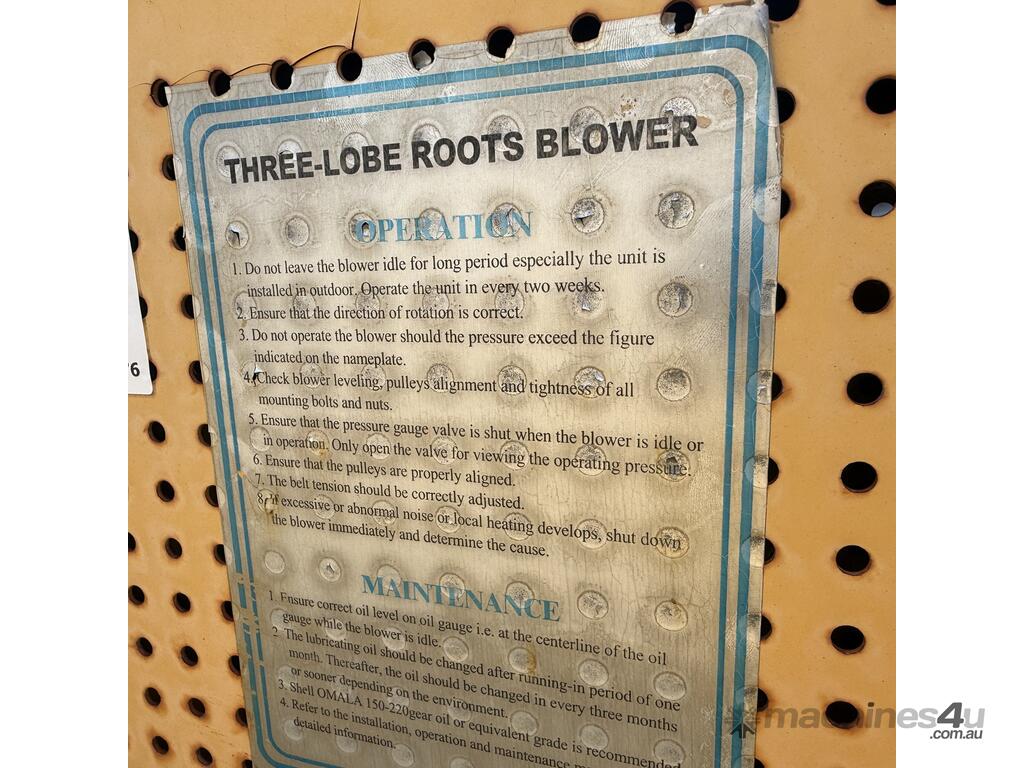 THREE-LOBE ROOTS BLOWER
OPERATION
1. Do not leave the blower idle for long period especially the unit is
installed in outdoor. Operate the unit in every two weeks.
2. Ensure that the direction of rotation is correct.
3. Do not operate the blower should the pressure exceed the figure
indicated on the nameplate.
4. Check blower leveling, pulleys alignment and tightness of all
mounting bolts and nuts.
5. Ensure that the pressure gauge valve is shut when the blower is idle or
in operation. Only open the valve for viewing the operating pressure.
6. Ensure that the pulleys are properly aligned.
7. The belt tension should be correctly adjusted.
8. If excessive or abnormal noise or local heating develops, shut down
the blower immediately and determine the cause.
MAINTENANCE
1. Ensure correct oil level on oil gauge i.e. at the centerline of the oil
gauge while the blower is idle.
2. The lubricating oil should be changed after running-in period of one
month. Thereafter, the oil should be changed in every three months
or sooner depending on the environment.
3. Shell OMALA 150-220gear oil or equivalent grade is recommended
4. Refer to the installation, operation and maintenance
detailed information.
6
machines4u
.com.au